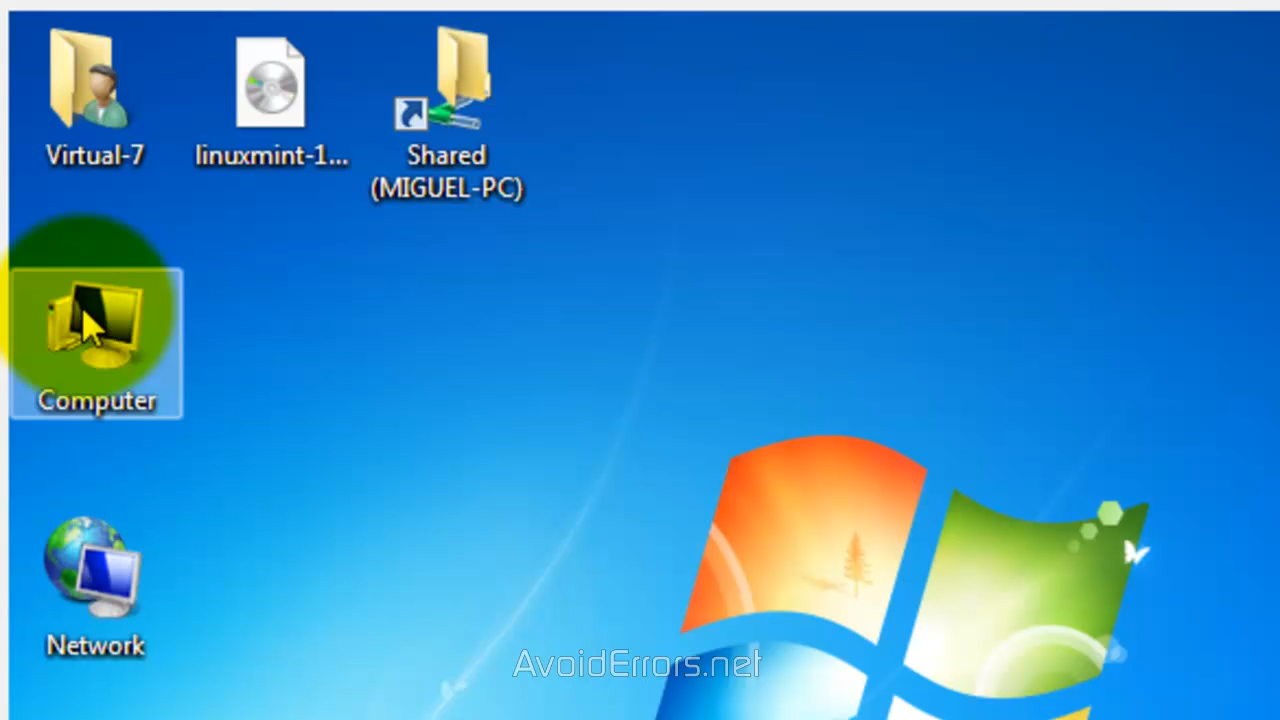 Virtual-7
linuxmint-1...
Shared
(MIGUEL-PC)
Computer
Network
AvoidErrors.net